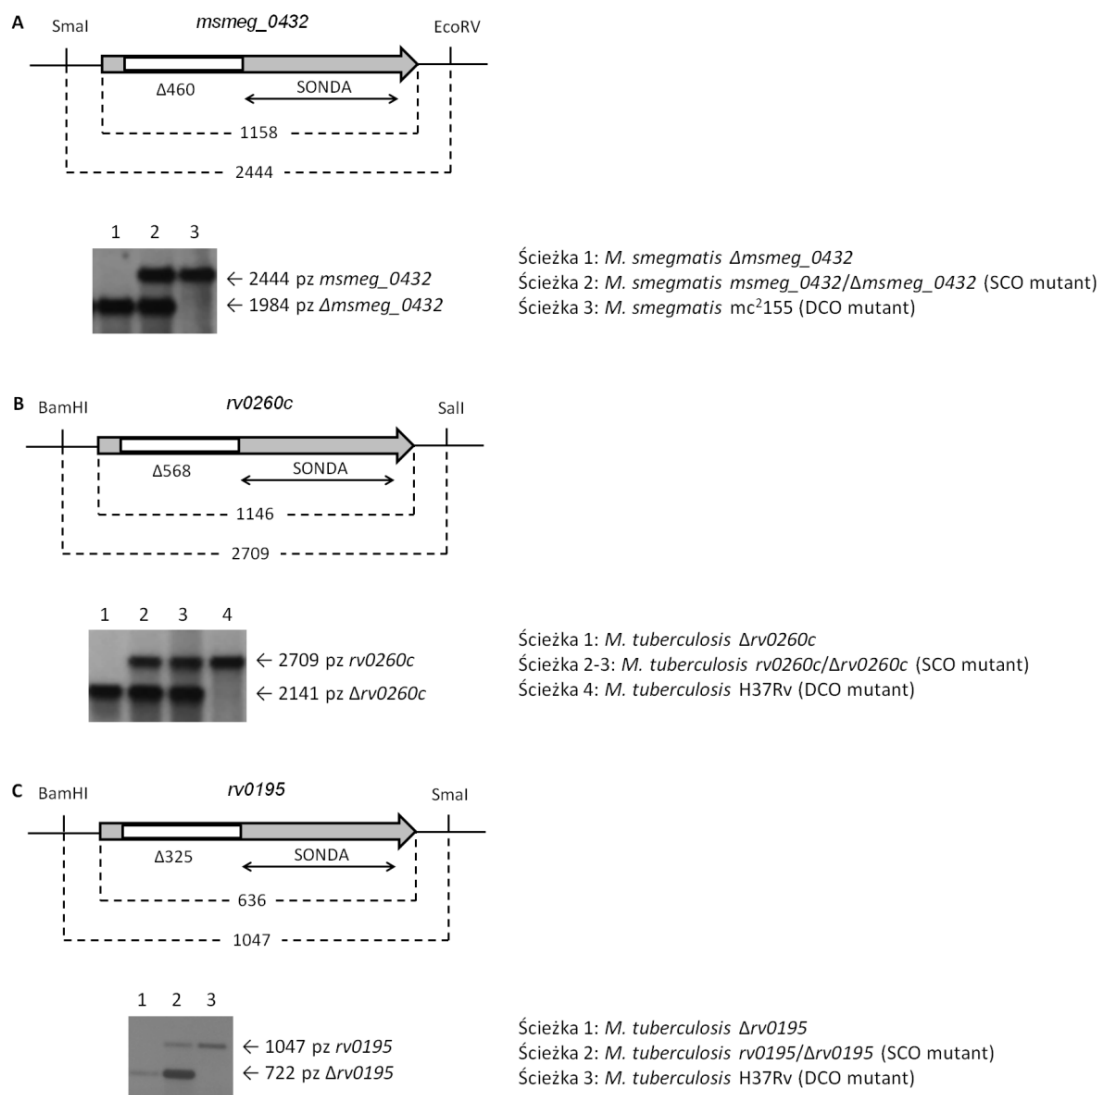 A
SmaI
msmeg_0432
EcoRV
Δ460
SONDA
1158
2444
1 2 3
← 2444 pz msmeg_0432
← 1984 pz Δmsmeg_0432
Ścieżka 1: M. smegmatis Δmsmeg_0432
Ścieżka 2: M. smegmatis msmeg_0432/Δmsmeg_0432 (SCO mutant)
Ścieżka 3: M. smegmatis mc²155 (DCO mutant)
B
BamHI
rv0260c
SalI
Δ568
SONDA
1146
2709
1 2 3 4
← 2709 pz rv0260c
← 2141 pz Δrv0260c
Ścieżka 1: M. tuberculosis Δrv0260c
Ścieżka 2-3: M. tuberculosis rv0260c/Δrv0260c (SCO mutant)
Ścieżka 4: M. tuberculosis H37Rv (DCO mutant)
C
BamHI
rv0195
SmaI
Δ325
SONDA
636
1047
1 2 3
← 1047 pz rv0195
← 722 pz Δrv0195
Ścieżka 1: M. tuberculosis Δrv0195
Ścieżka 2: M. tuberculosis rv0195/Δrv0195 (SCO mutant)
Ścieżka 3: M. tuberculosis H37Rv (DCO mutant)